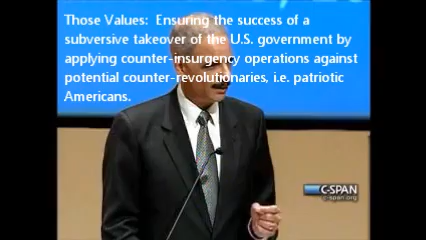 Those Values:  Ensuring the success of a
subversive takeover of the U.S. government by
applying counter-insurgency operations against
potential counter-revolutionaries, i.e. patriotic
Americans.
C-SPAN
c-span.org